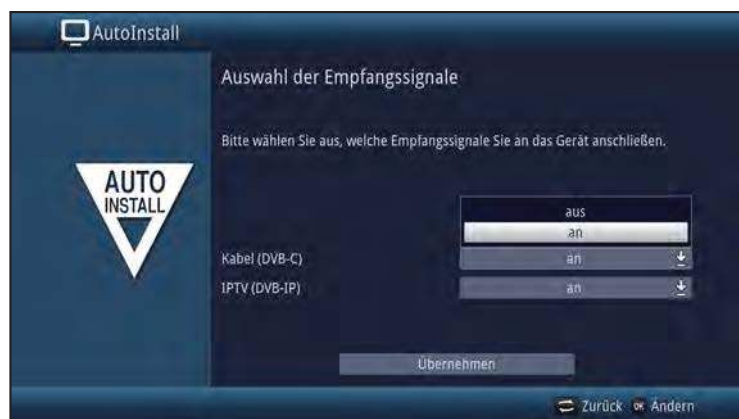 AutoInstall
Auswahl der Empfangssignale
Bitte wählen Sie aus, welche Empfangssignale Sie an das Gerät anschließen.
AUTO
INSTALL
aus
an
Kabel (DVB-C) an
IPTV (DVB-IP) an
Übernehmen
Zurück OK Ändern